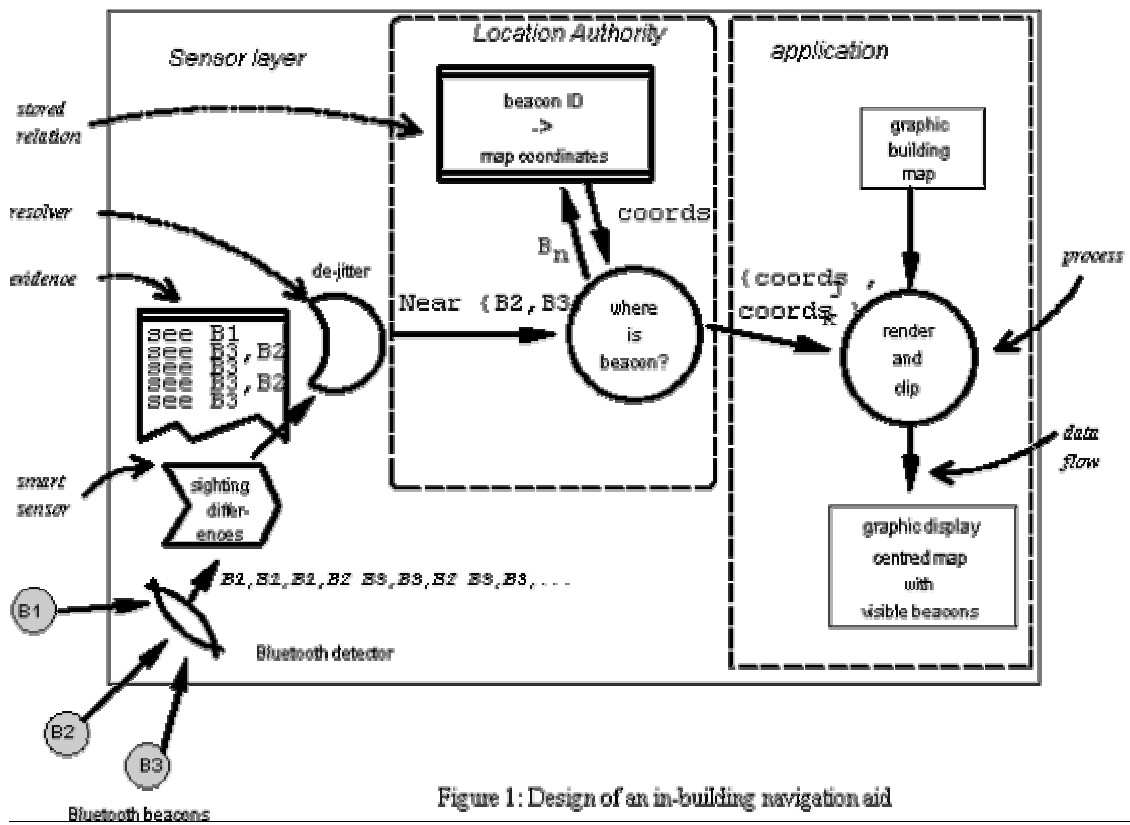 Sensor layer
Location Authority
application
stored
relation
beacon ID
->
map coordinates
graphic
building
map
resolver
coords
B n
evidence
de-jitter
process
Near {B2,B3
where
is
beacon?
{coords j ,
coords k }
render
and
clip
see B1
see B3,B2
see
see B3,B2
see B3
data
flow
smart
sensor
sighting
differ-
ences
graphic display
centred map
with
visible beacons
B1,B1,B1,B2 B3,B3,B2 B3,B3,...
B1
Bluetooth detector
B2
B3
Bluetooth beacons
Figure 1: Design of an in-building navigation aid